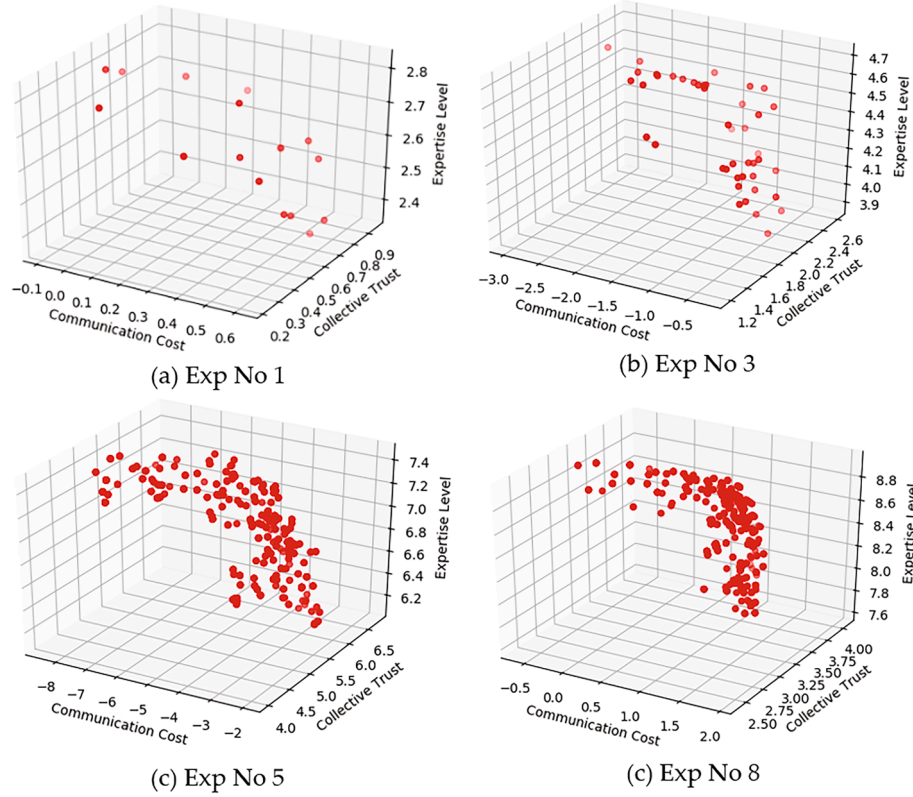 2.8
2.7
2.6
2.5
2.4
Expertise Level
−0.1 0.0 0.1 0.2 0.3 0.4 0.5 0.6
Communication Cost
0.2 0.3 0.4 0.5 0.6 0.7 0.8 0.9
Collective Trust
(a) Exp No 1
4.7
4.6
4.5
4.4
4.3
4.2
4.1
4.0
3.9
Expertise Level
−3.0 −2.5 −2.0 −1.5 −1.0 −0.5
Communication Cost
1.2 1.4 1.6 1.8 2.0 2.2 2.4 2.6
Collective Trust
(b) Exp No 3
7.4
7.2
7.0
6.8
6.6
6.4
6.2
Expertise Level
−8 −7 −6 −5 −4 −3 −2
Communication Cost
4.0 4.5 5.0 5.5 6.0 6.5
Collective Trust
(c) Exp No 5
8.8
8.6
8.4
8.2
8.0
7.8
7.6
Expertise Level
−0.5 0.0 0.5 1.0 1.5 2.0
Communication Cost
2.50 2.75 3.00 3.25 3.50 3.75 4.00
Collective Trust
(c) Exp No 8